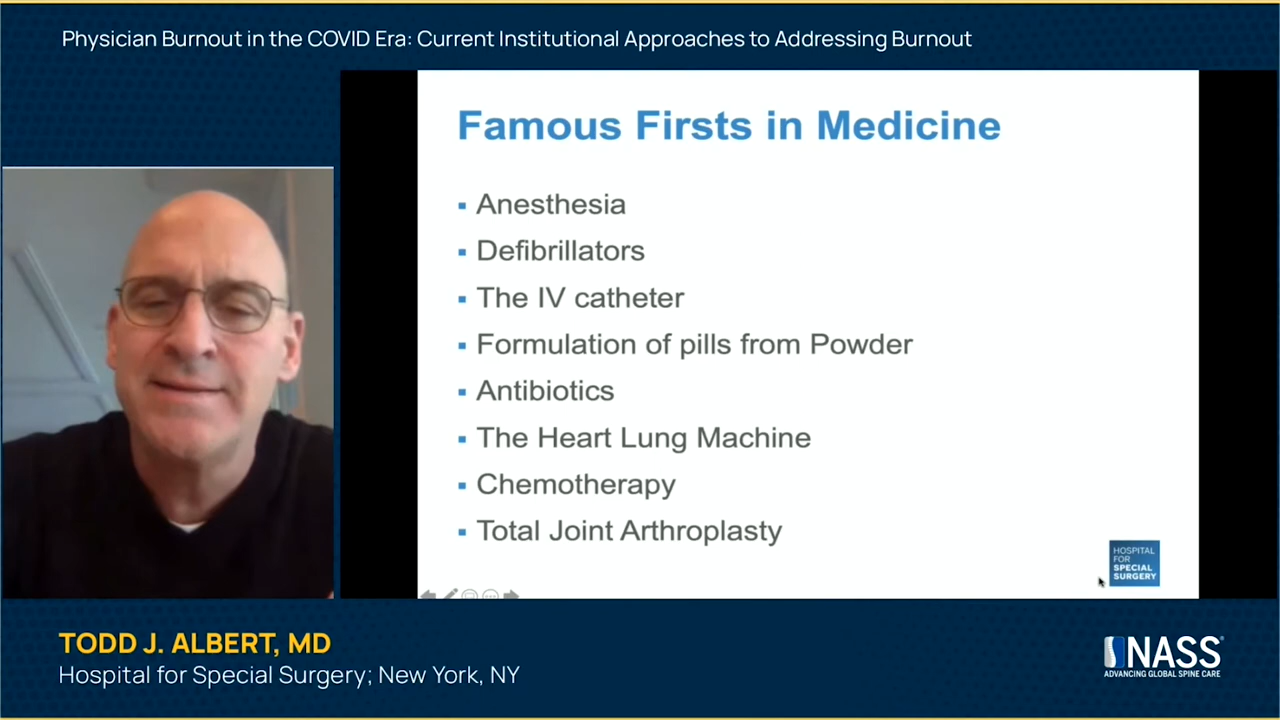 Physician Burnout in the COVID Era: Current Institutional Approaches to Addressing Burnout
Famous Firsts in Medicine
Anesthesia
Defibrillators
The IV catheter
Formulation of pills from Powder
Antibiotics
The Heart Lung Machine
Chemotherapy
Total Joint Arthroplasty
HOSPITAL
FOR
SPECIAL
SURGERY
TODD J. ALBERT, MD
Hospital for Special Surgery; New York, NY
NASS
ADVANCING GLOBAL SPINE CARE